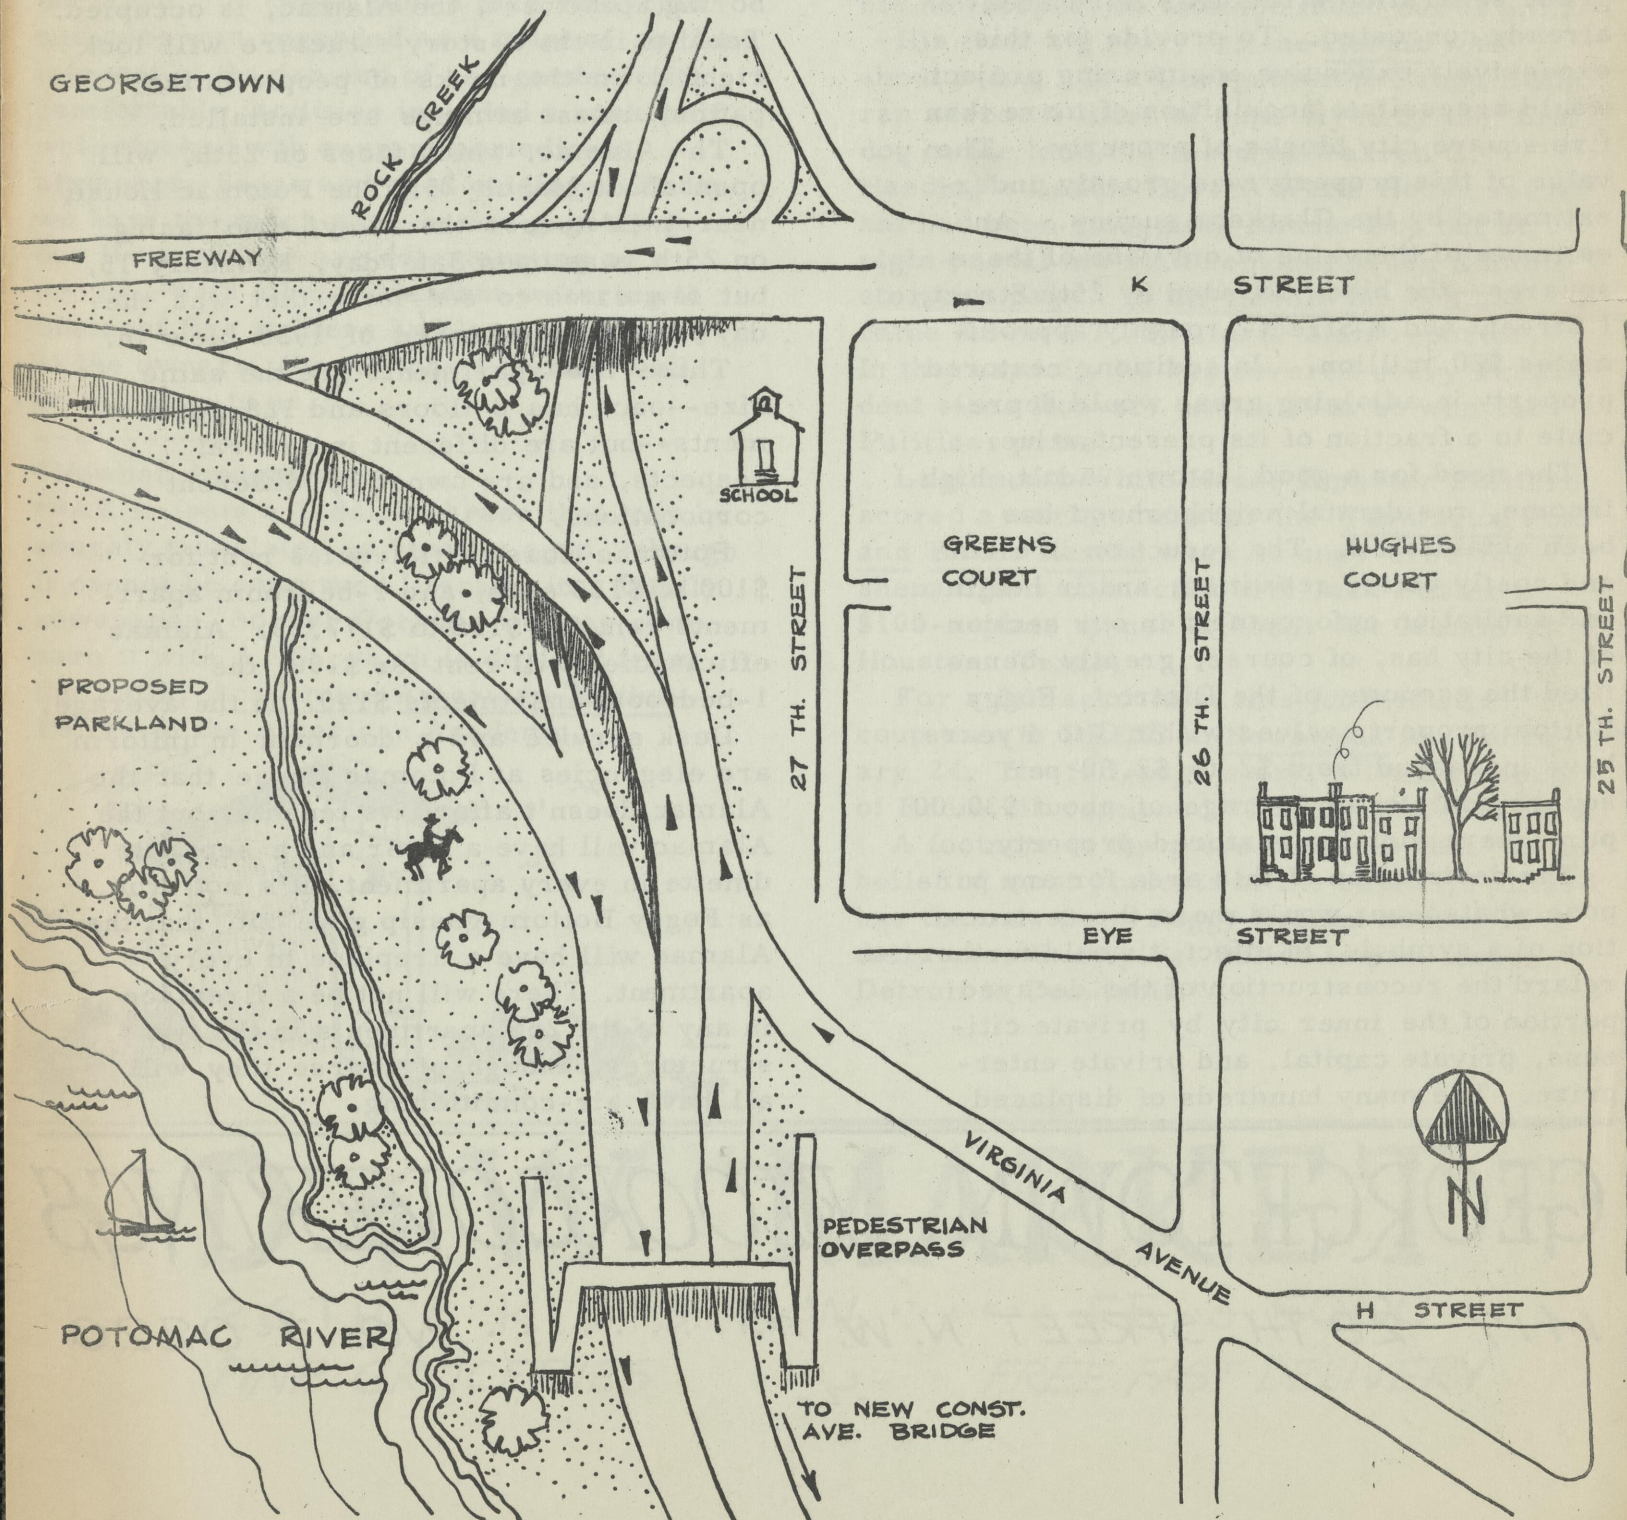 GEORGETOWN
ROCK CREEK
FREEWAY
K STREET
SCHOOL
GREENS
COURT
HUGHES
COURT
27 TH. STREET
26 TH. STREET
25 TH. STREET
PROPOSED
PARKLAND
EYE STREET
VIRGINIA AVENUE
N
PEDESTRIAN
OVERPASS
H STREET
POTOMAC RIVER
TO NEW CONST.
AVE. BRIDGE